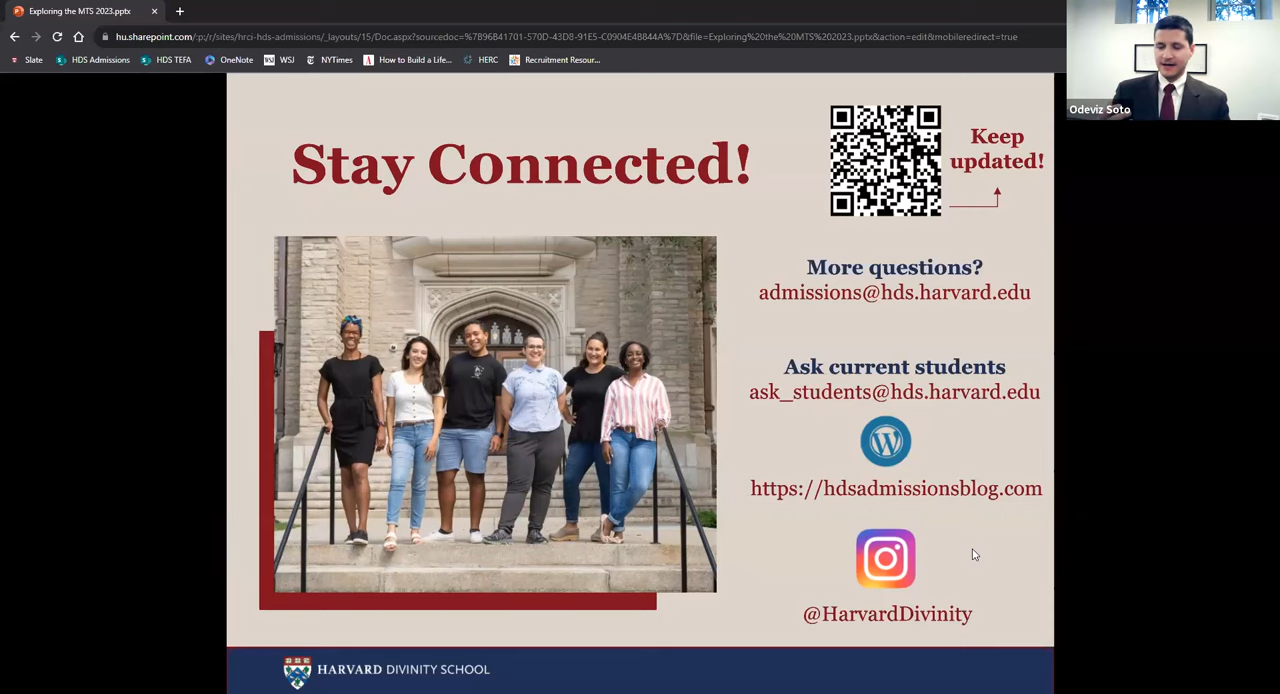 Exploring the MTS 2023.pptx
hu.sharepoint.com/:p:/r/sites/hrci-hds-admissions/_layouts/15/Doc.aspx?sourcedoc=%7B96B41701-570D-43D8-91E5-C0904E4B844A%7D&file=Exploring%20the%20MTS%202023.pptx&action=edit&mobileredirect=true
Slate
HDS Admissions
HDS TEFA
OneNote
WSJ
WSJ
NYTimes
How to Build a Life...
HERC
Recruitment Resour...
Odeviz Soto
Stay Connected!
Keep
updated!
More questions?
admissions@hds.harvard.edu
Ask current students
ask_students@hds.harvard.edu
https://hdsadmissionsblog.com
@HarvardDivinity
HARVARD DIVINITY SCHOOL